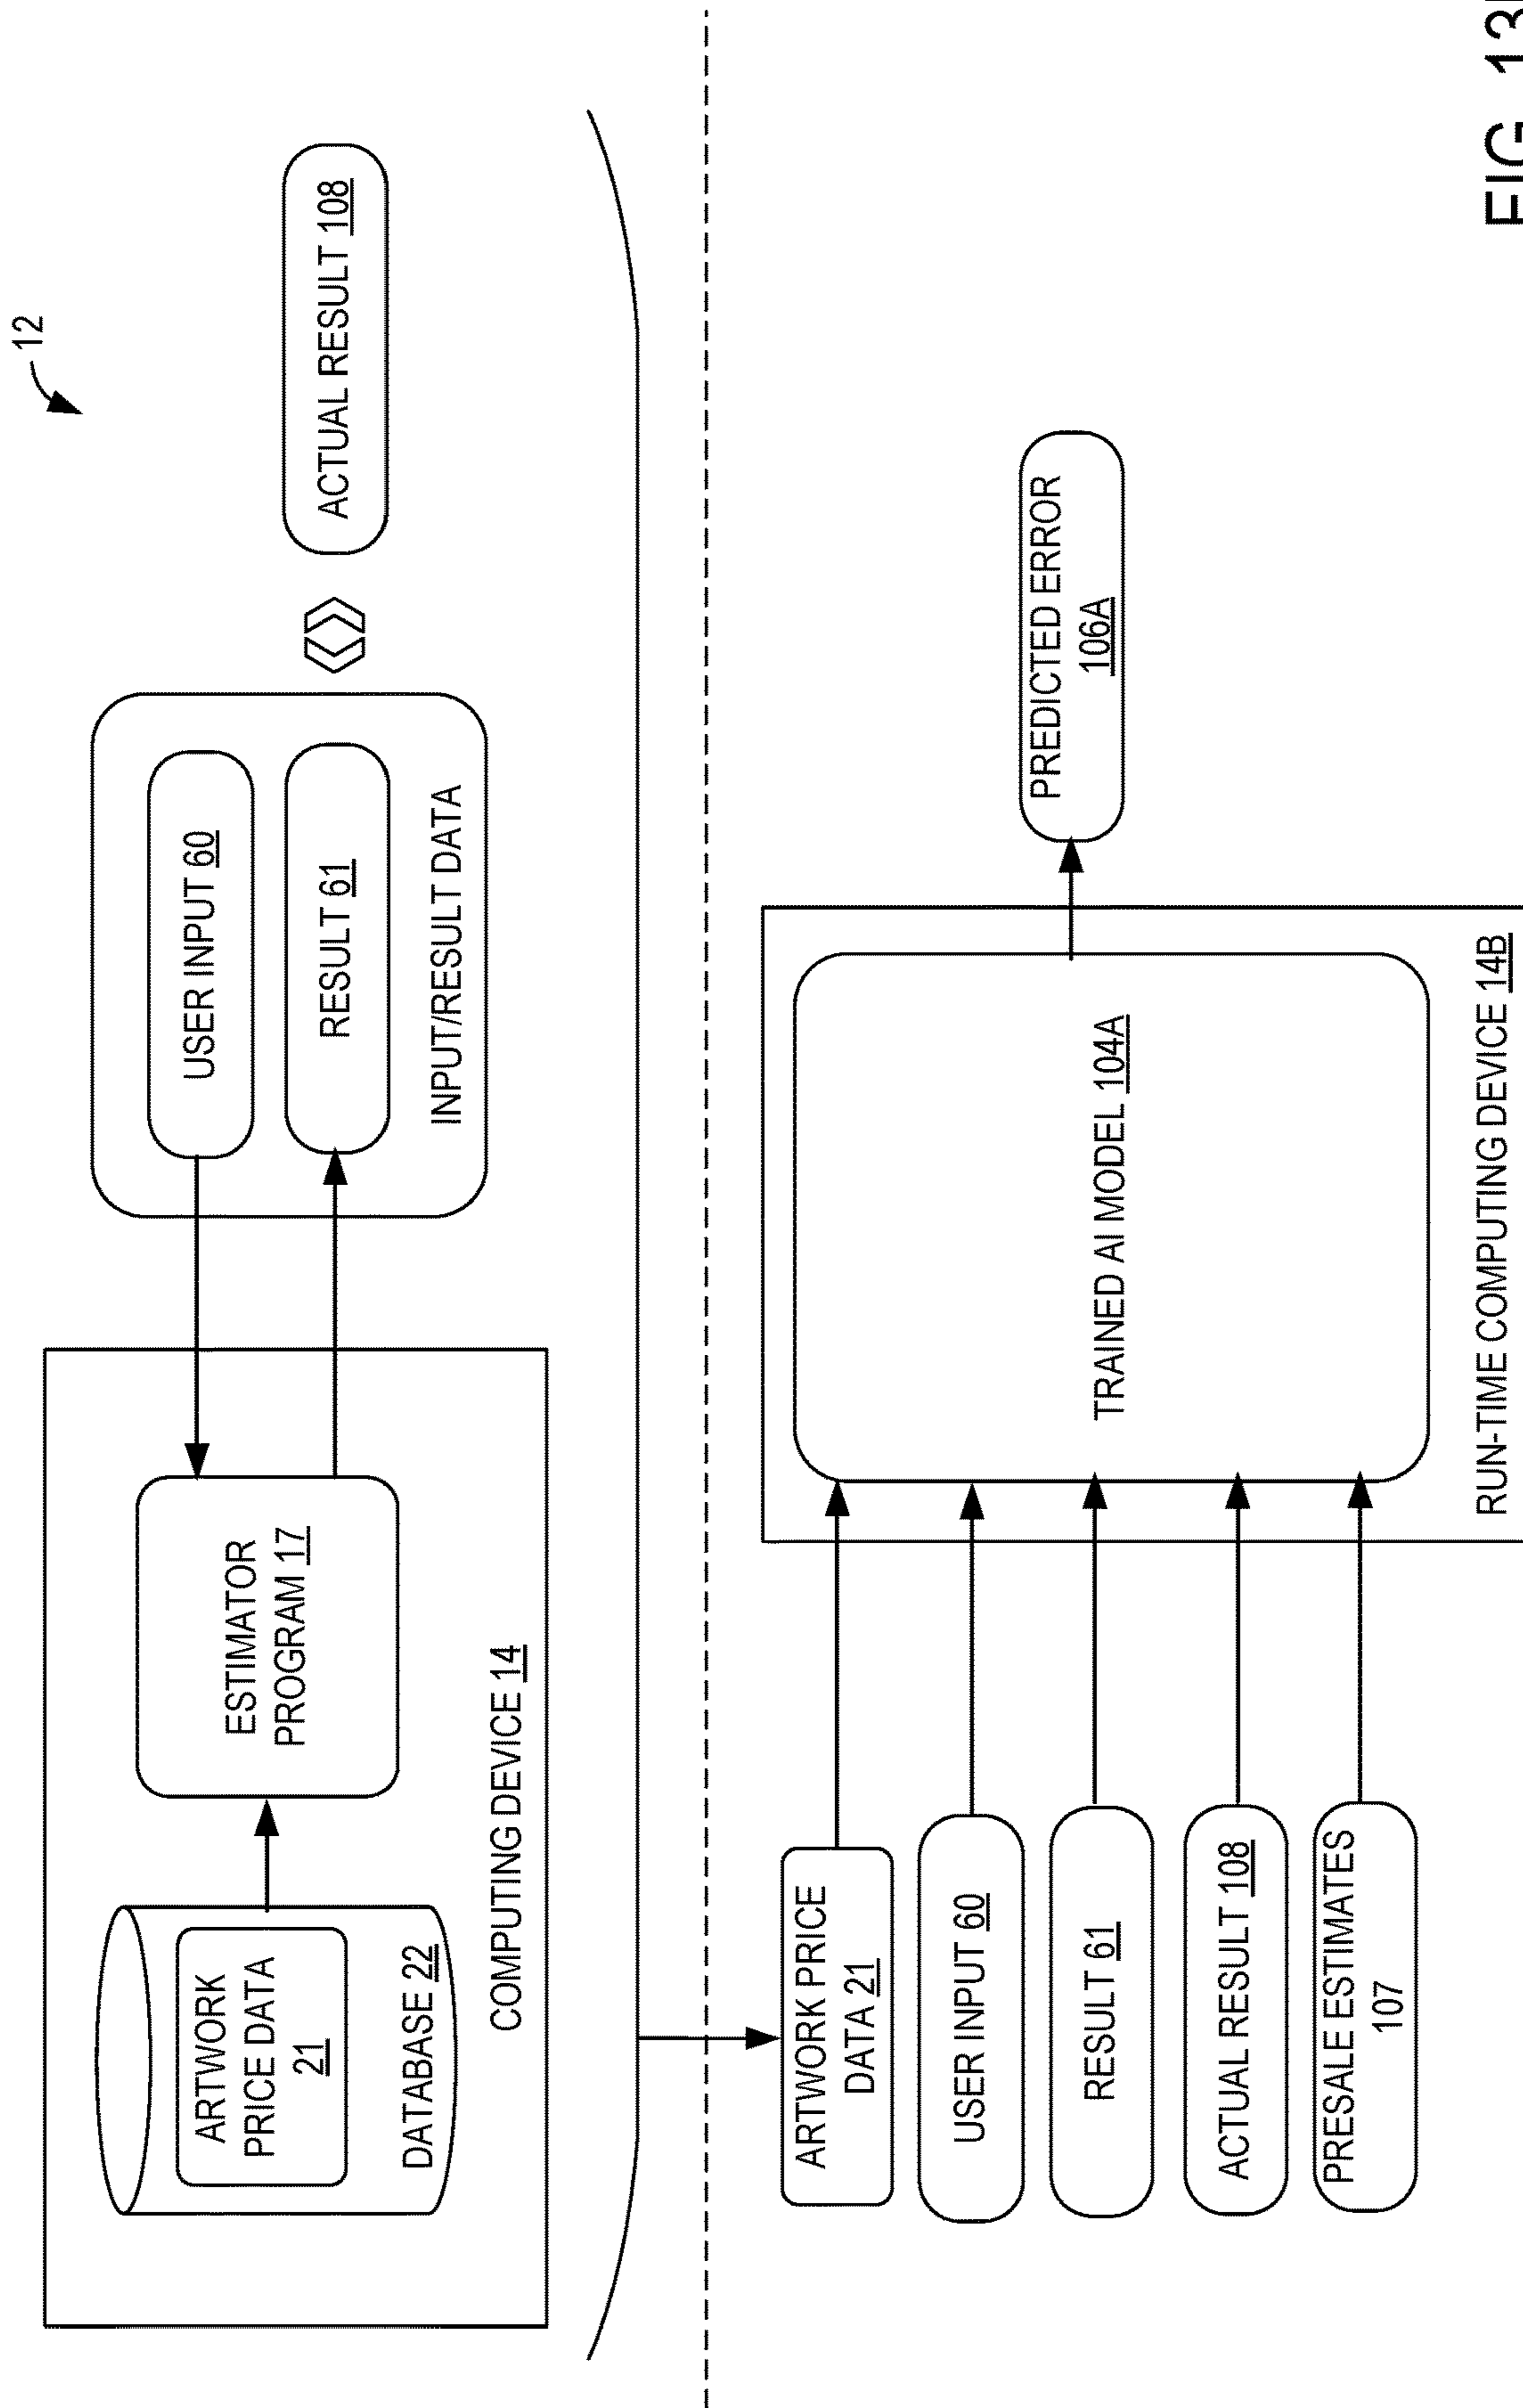 12
ARTWORK
PRICE DATA
21
DATABASE 22
ESTIMATOR
PROGRAM 17
COMPUTING DEVICE 14
USER INPUT 60
RESULT 61
INPUT/RESULT DATA
ACTUAL RESULT 108
ARTWORK PRICE
DATA 21
USER INPUT 60
RESULT 61
ACTUAL RESULT 108
PRESALE ESTIMATES
107
TRAINED AI MODEL 104A
RUN-TIME COMPUTING DEVICE 14B
PREDICTED ERROR
106A
FIG. 13